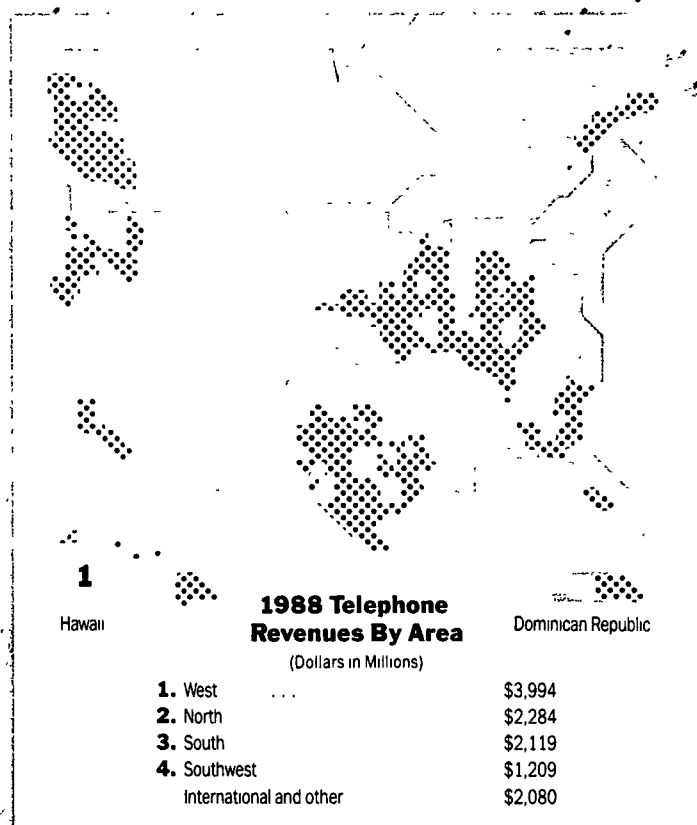 1
Hawaii
Dominican Republic
1988 Telephone
Revenues By Area
(Dollars in Millions)
1. West ... $3,994
2. North $2,284
3. South $2,119
4. Southwest $1,209
International and other $2,080